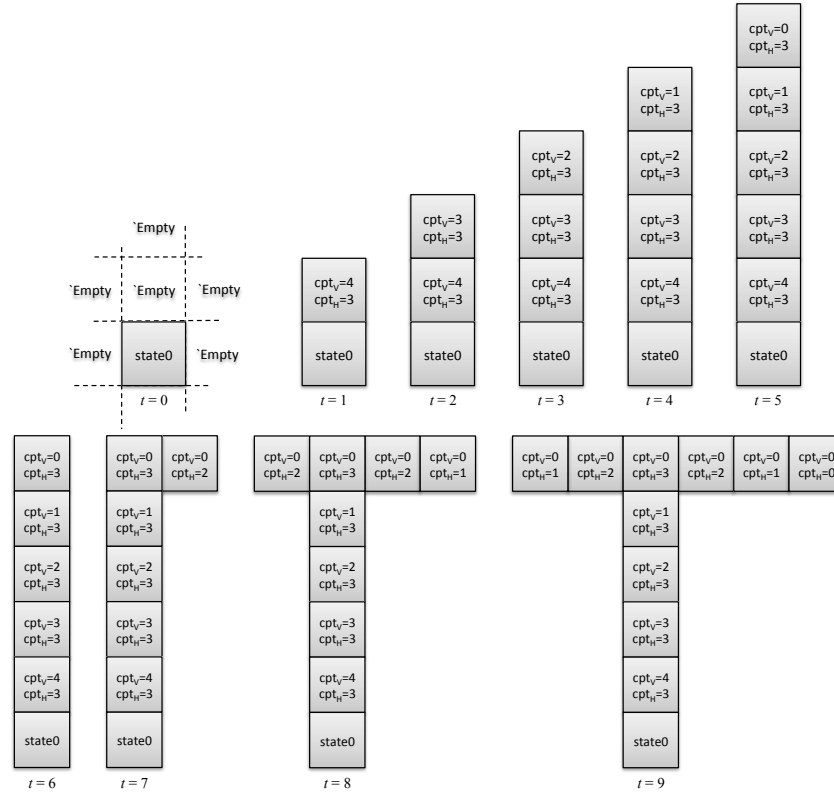 `Empty
`Empty
`Empty
`Empty
`Empty
state0
`Empty
t = 0
cptV=4
cptH=3
state0
t = 1
cptV=3
cptH=3
cptV=4
cptH=3
state0
t = 2
cptV=2
cptH=3
cptV=3
cptH=3
cptV=4
cptH=3
state0
t = 3
cptV=1
cptH=3
cptV=2
cptH=3
cptV=3
cptH=3
cptV=4
cptH=3
state0
t = 4
cptV=0
cptH=3
cptV=1
cptH=3
cptV=2
cptH=3
cptV=3
cptH=3
cptV=4
cptH=3
state0
t = 5
cptV=0
cptH=3
cptV=1
cptH=3
cptV=2
cptH=3
cptV=3
cptH=3
cptV=4
cptH=3
state0
t = 6
cptV=0 cptV=0
cptH=3 cptH=2
cptV=1
cptH=3
cptV=2
cptH=3
cptV=3
cptH=3
cptV=4
cptH=3
state0
t = 7
cptV=0 cptV=0 cptV=0 cptV=0
cptH=2 cptH=3 cptH=2 cptH=1
cptV=1
cptH=3
cptV=2
cptH=3
cptV=3
cptH=3
cptV=4
cptH=3
state0
t = 8
cptV=0 cptV=0 cptV=0 cptV=0 cptV=0 cptV=0
cptH=1 cptH=2 cptH=3 cptH=2 cptH=1 cptH=0
cptV=1
cptH=3
cptV=2
cptH=3
cptV=3
cptH=3
cptV=4
cptH=3
state0
t = 9